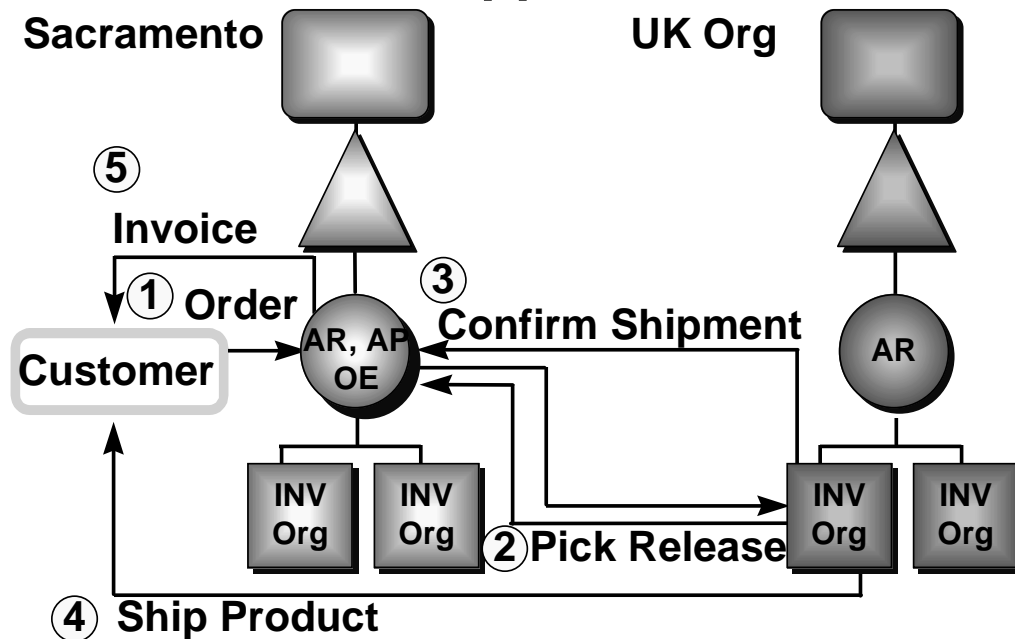 Sacramento
UK Org
5
Invoice
1 Order
3
Confirm Shipment
Customer
AR, AP
OE
AR
INV
Org
INV
Org
INV
Org
INV
Org
2 Pick Release
4 Ship Product